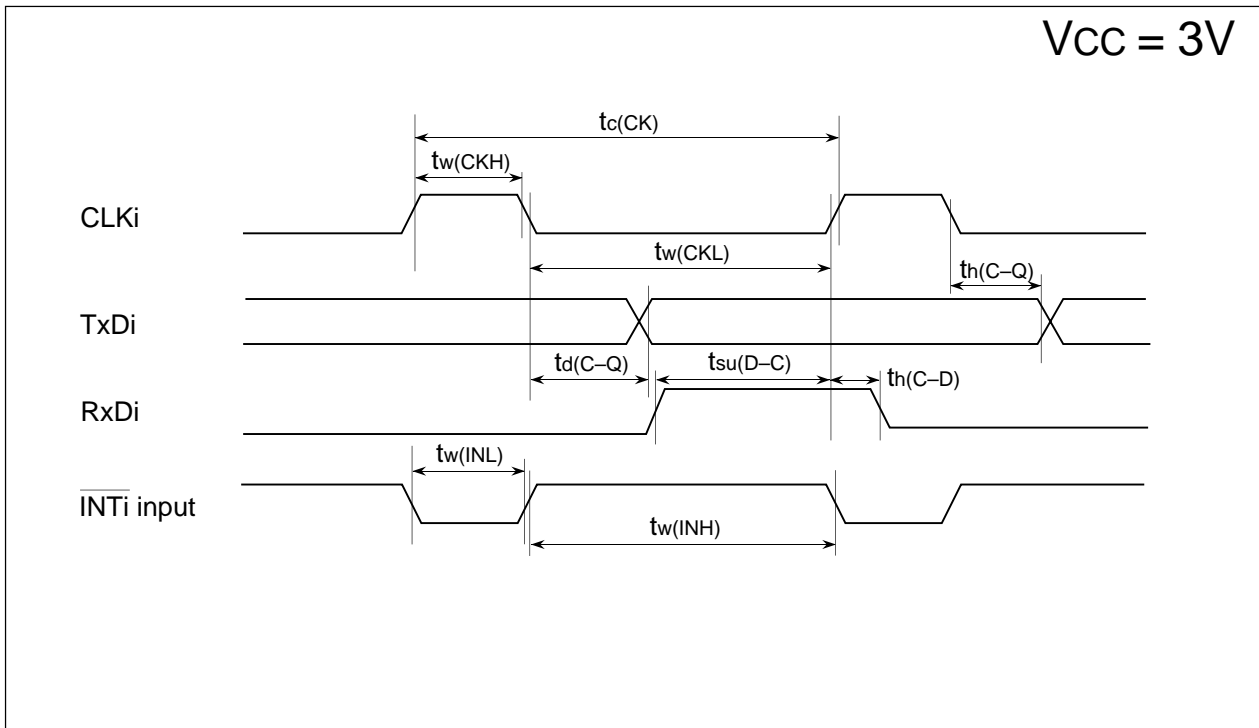 VCC = 3V
tc(CK)
tw(CKH)
CLKi
tw(CKL)
th(C–Q)
TxDi
td(C–Q)
tsu(D–C)
th(C–D)
RxDi
tw(INL)
INTi input
tw(INH)